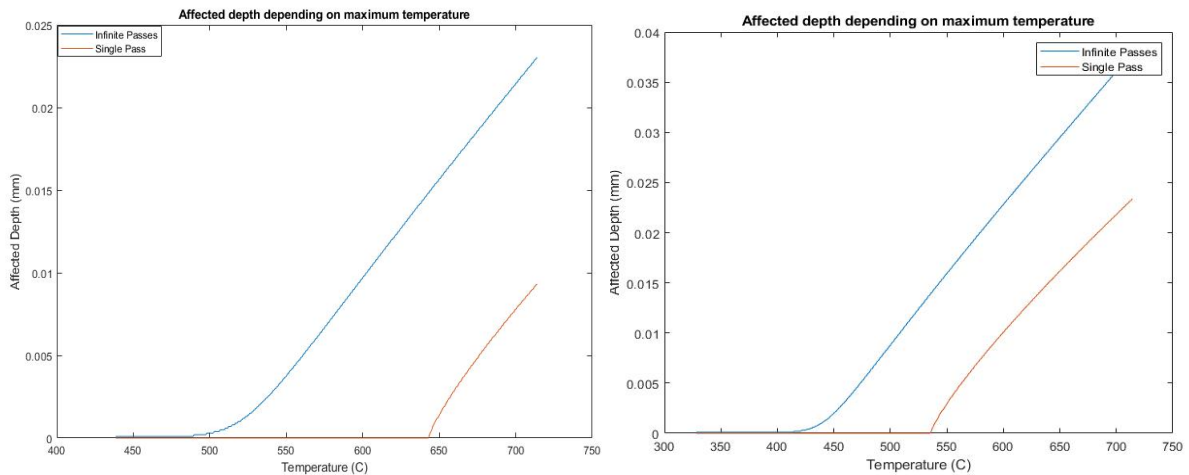 Affected depth depending on maximum temperature
Infinite Passes
Single Pass
0.025
0.02
0.015
0.01
0.005
0
400 450 500 550 600 650 700 750
Affected Depth (mm)
Temperature (C)
Affected depth depending on maximum temperature
Infinite Passes
Single Pass
0.04
0.035
0.03
0.025
0.02
0.015
0.01
0.005
0
300 350 400 450 500 550 600 650 700 750
Affected Depth (mm)
Temperature (C)